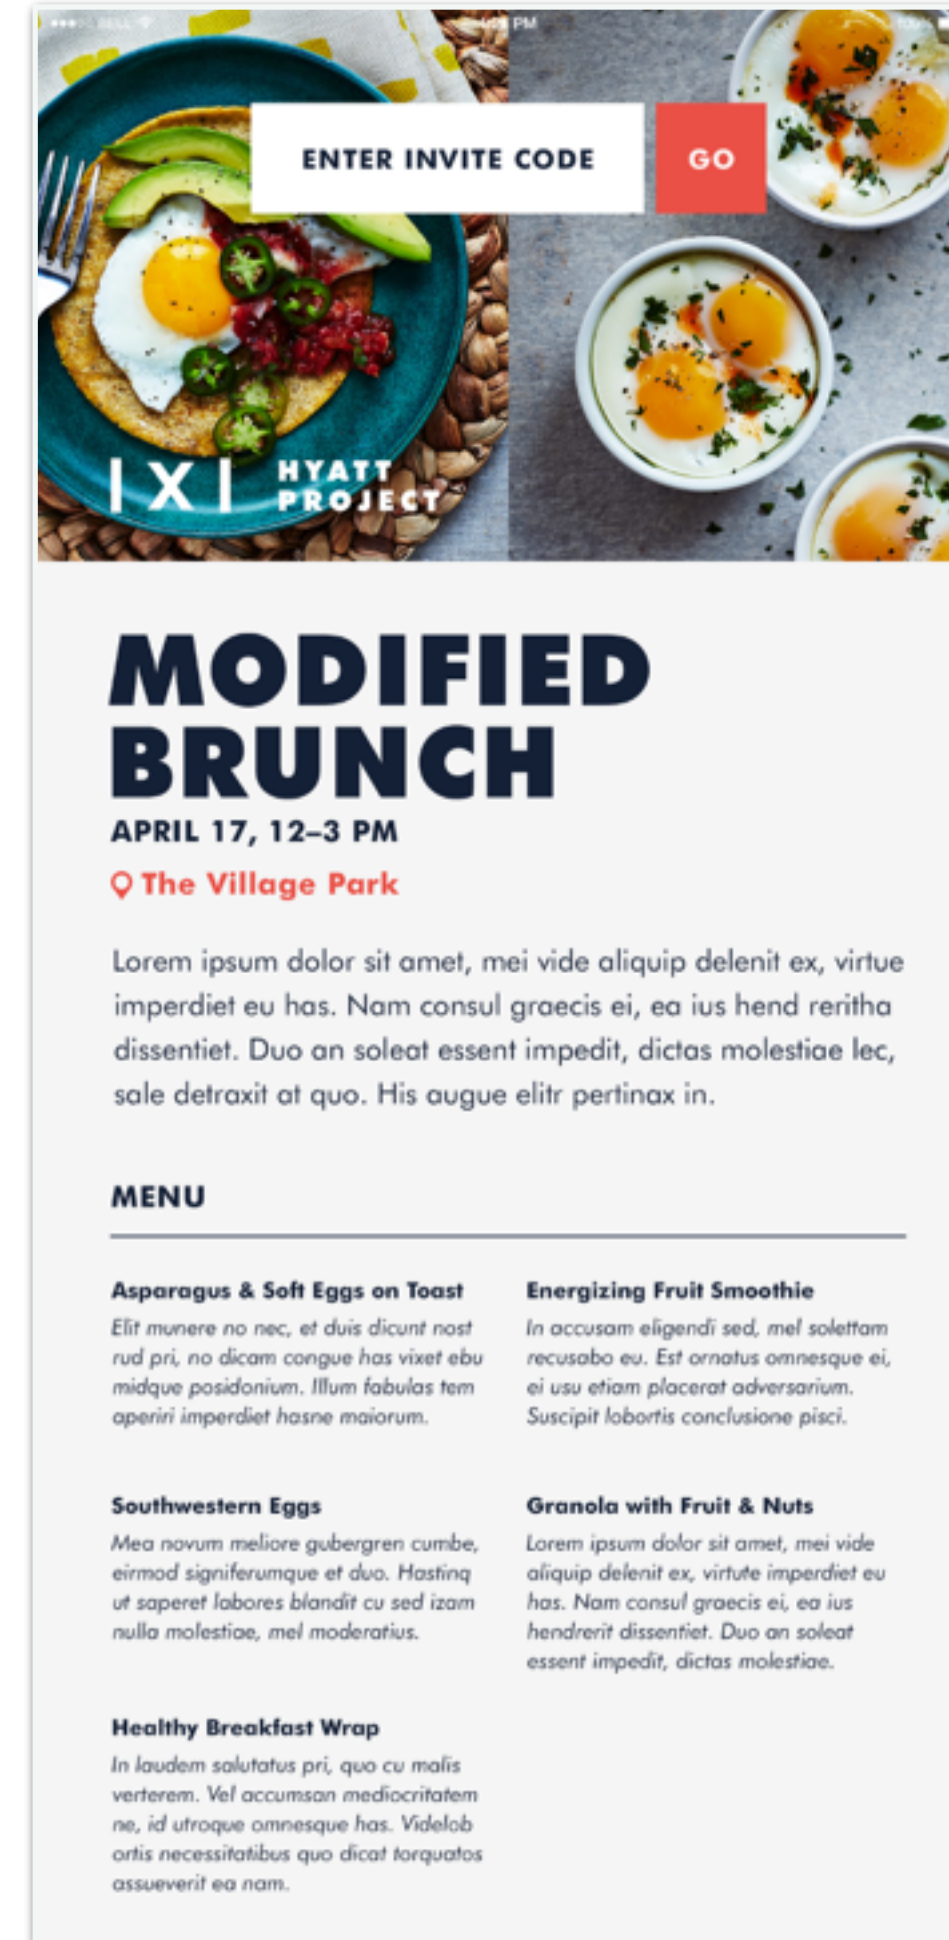 BELL
PM
100%
ENTER INVITE CODE
GO
|X|
HYATT
PROJECT
MODIFIED
BRUNCH
APRIL 17, 12–3 PM
The Village Park
Lorem ipsum dolor sit amet, mei vide aliquip delenit ex, virtue
imperdiet eu has. Nam consul graecis ei, ea ius hend reritha
dissentiet. Duo an soleat essent impedit, dictas molestiae lec,
sale detraxit at quo. His augue elitr pertinax in.
MENU
Asparagus & Soft Eggs on Toast
Elit munere no nec, et duis dicunt nost
rud pri, no dicam congue has vixet ebu
midque posidonium. Illum fabulas tem
aperiri imperdiet hasne maiorum.
Energizing Fruit Smoothie
In accusam eligendi sed, mel solettam
recusabo eu. Est ornatus omnesque ei,
ei usu etiam placerat adversarium.
Suscipit lobortis conclusione pisci.
Southwestern Eggs
Mea novum meliore gubergren cumbe,
eirmod signiferumque et duo. Hastinq
ut saperet labores blandit cu sed izam
nulla molestiae, mel moderatius.
Granola with Fruit & Nuts
Lorem ipsum dolor sit amet, mei vide
aliquip delenit ex, virtute imperdiet eu
has. Nam consul graecis ei, ea ius
hendrerit dissentiet. Duo an soleat
essent impedit, dictas molestiae.
Healthy Breakfast Wrap
In laudem salutatus pri, quo cu malis
verterem. Vel accumsan mediocritatem
ne, id utroque omnesque has. Videlob
ortis necessitatibus quo dicat torquatos
assueverit ea nam.